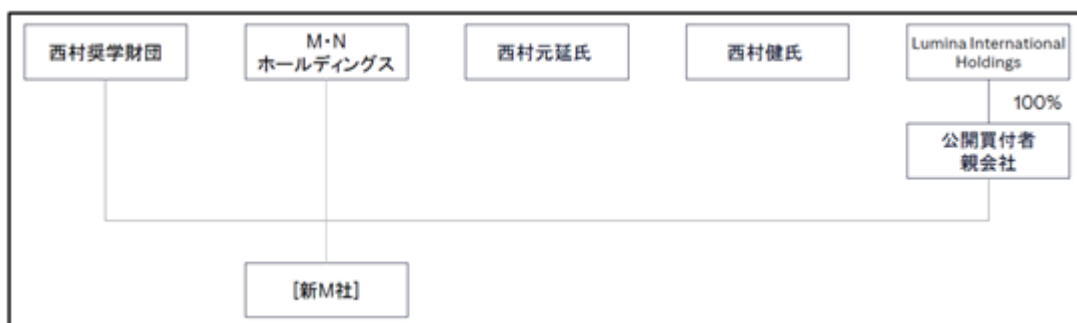 西村奨学財団
M・N
ホールディングス
西村元延氏
西村健氏
Lumina International
Holdings
100%
公開買付者
親会社
[新M社]